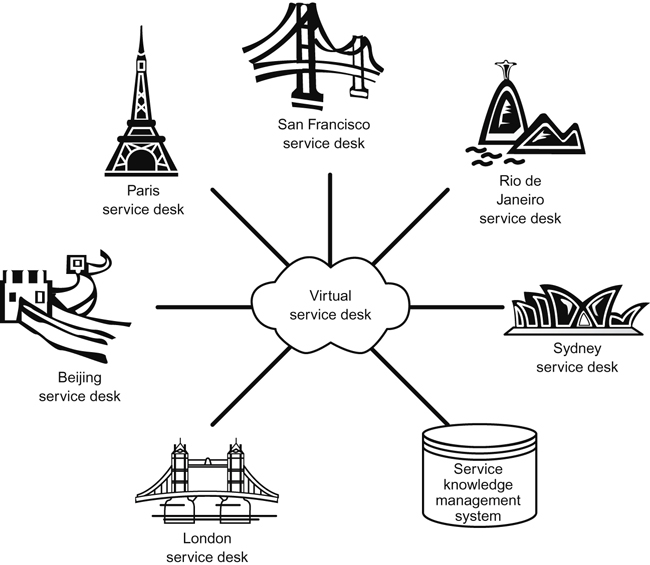 San Francisco
service desk
Paris
service desk
Rio de
Janeiro
service desk
Virtual
service desk
Beijing
service desk
Sydney
service desk
Service
knowledge
management
system
London
service desk